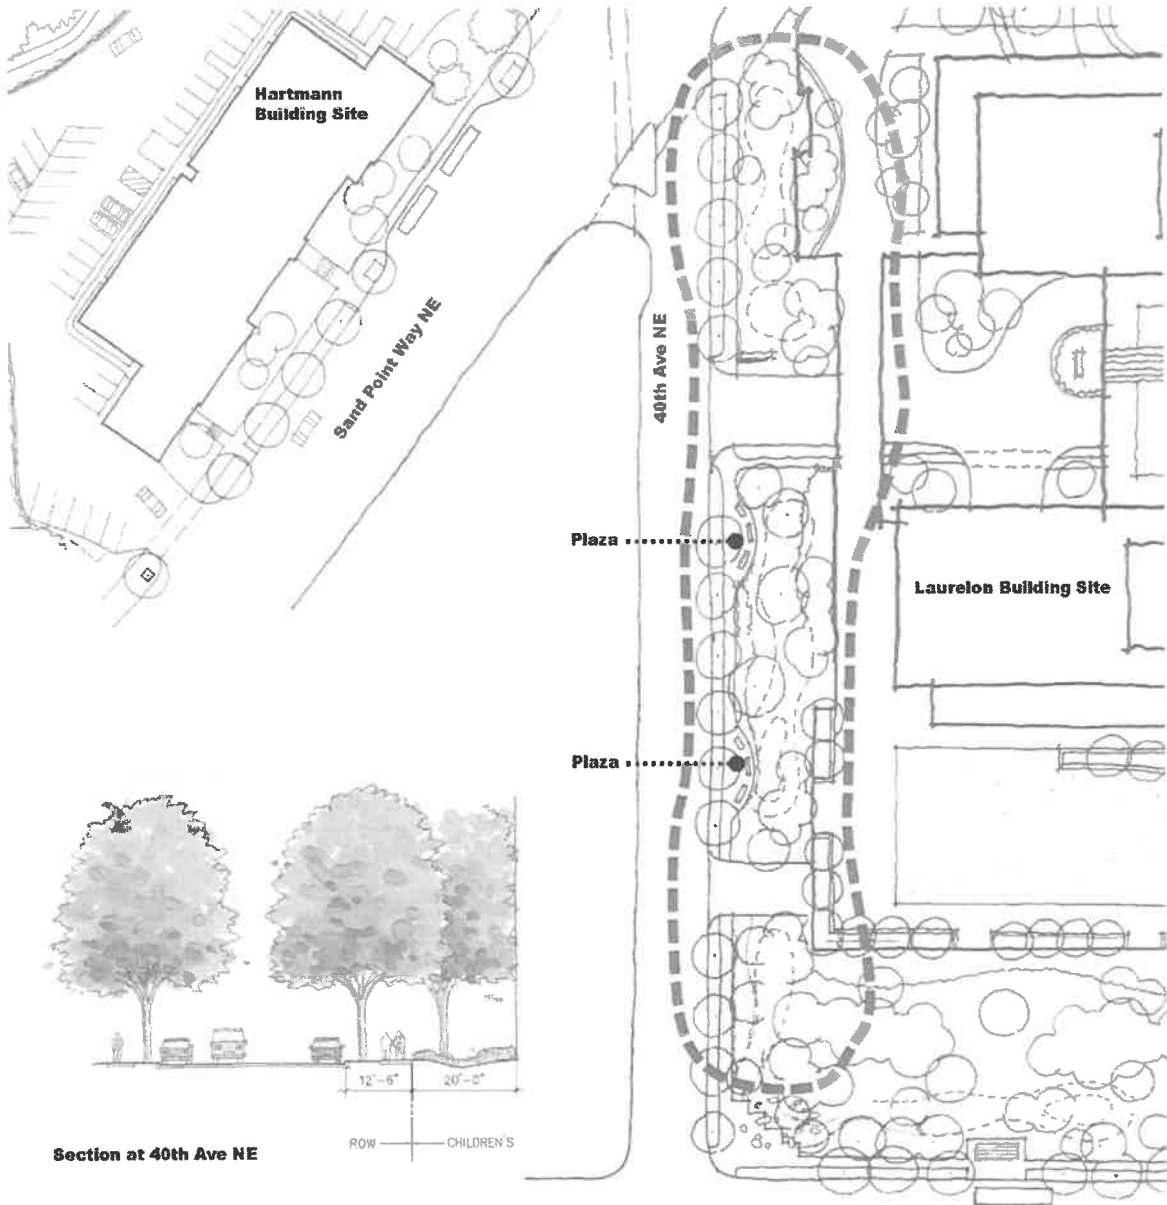 Hartmann
Building Site
Sand Point Way NE
40th Ave NE
Plaza
Laurelon Building Site
Plaza
12'-6"
20'-0"
ROW
CHILDREN'S
Section at 40th Ave NE